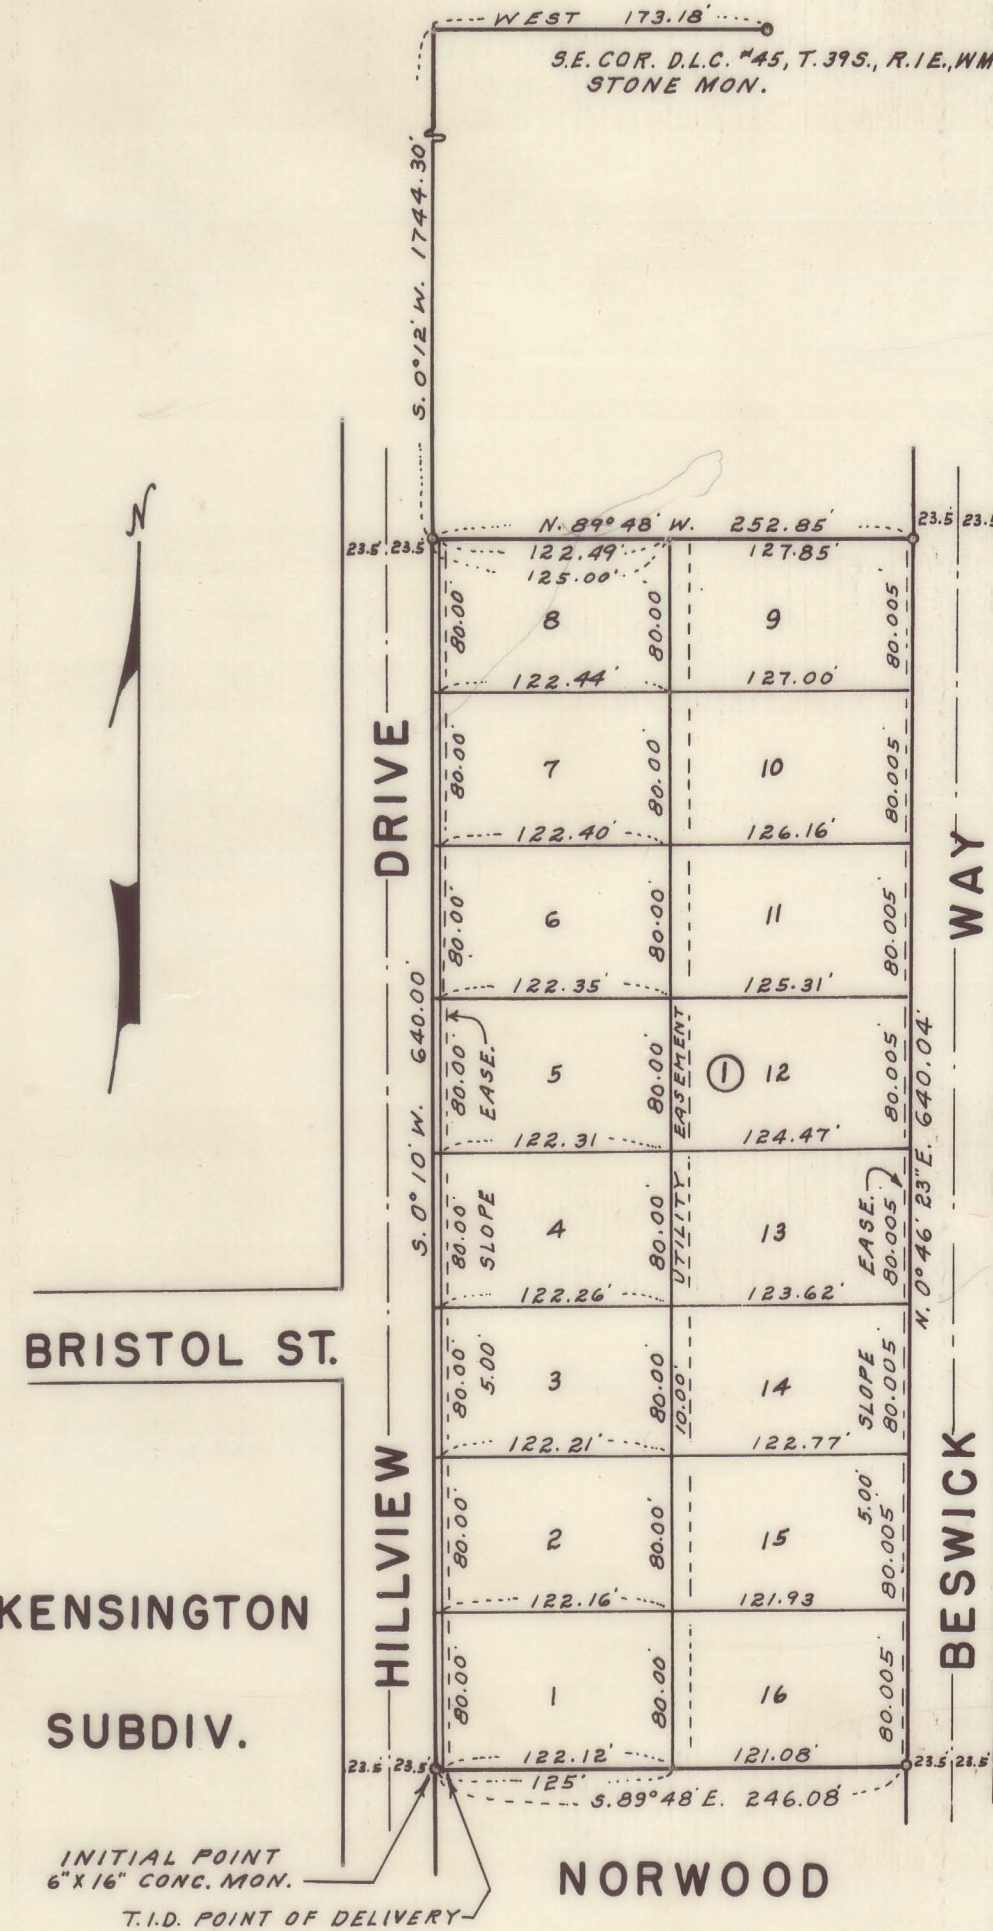 WEST 173.18'
S.E. COR. D.L.C. #45, T.39S., R.1E., WM
STONE MON.
S. 0°12' W. 1744.30'
N
N. 89°48' W. 252.85'
23.5' 23.5'
23.5' 23.5'
122.49' 127.85'
125.00'
80.00' 8 80.00' 9 80.005'
122.44' 127.00'
80.00' 7 80.00' 10 80.005'
122.40' 126.16'
80.00' 6 80.00' 11 80.005'
122.35' 125.31'
80.00' EASE. 5 80.00' EASEMENT 1 12 80.005'
122.31 124.47'
80.00' SLOPE 4 80.00' UTILITY 13 EASE. 80.005'
122.26' 123.62'
80.00' 5.00' 3 80.00' 10.00' 14 SLOPE 80.005'
122.21' 122.77'
80.00' 2 80.00' 15 5.00' 80.005'
122.16' 121.93
80.00' 1 80.00' 16 80.005'
122.12' 121.08'
125'
S. 89°48' E. 246.08'
23.5' 23.5'
23.5' 23.5'
S. 0°10' W. 640.00'
N. 0°46' 23" E. 640.04'
HILLVIEW DRIVE
BESWICK WAY
BRISTOL ST.
KENSINGTON
SUBDIV.
INITIAL POINT
6" X 16" CONC. MON.
T.I.D. POINT OF DELIVERY
NORWOOD